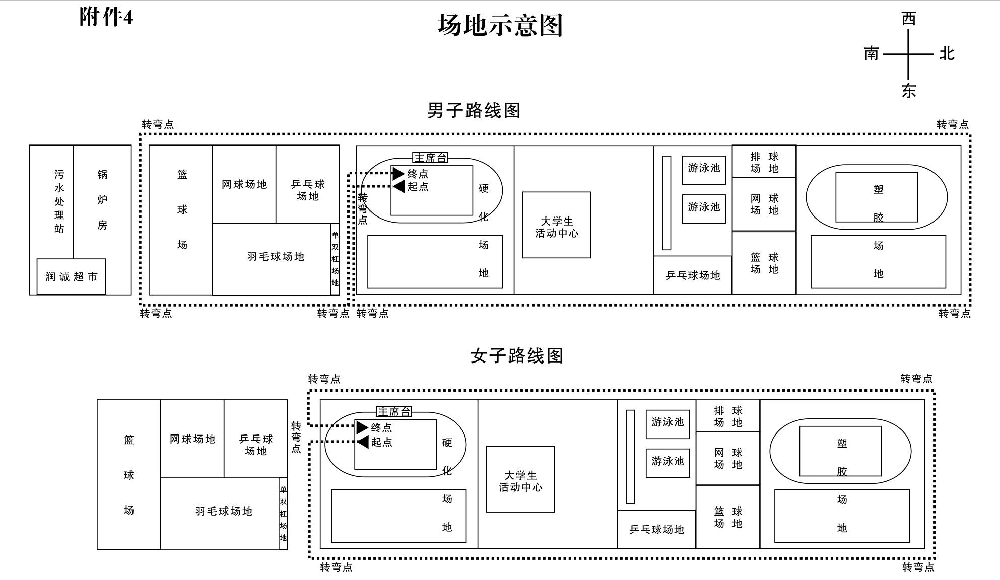 附件4
场地示意图
西
南
北
东
男子路线图
转弯点
转弯点
污水处理站
锅炉房
润诚超市
篮球场
网球场地
乒乓球
场地
羽毛球场地
单双杠场地
主席台
终点
起点
转弯点
硬化场地
大学生
活动中心
游泳池
游泳池
乒乓球场地
排球
场地
网球
场地
篮球
场地
塑胶场地
转弯点
转弯点
转弯点
转弯点
女子路线图
转弯点
转弯点
篮球场
网球场地
乒乓球
场地
羽毛球场地
单双杠场地
转弯点
主席台
终点
起点
硬化场地
大学生
活动中心
游泳池
游泳池
乒乓球场地
排球
场地
网球
场地
篮球
场地
塑胶场地
转弯点
转弯点